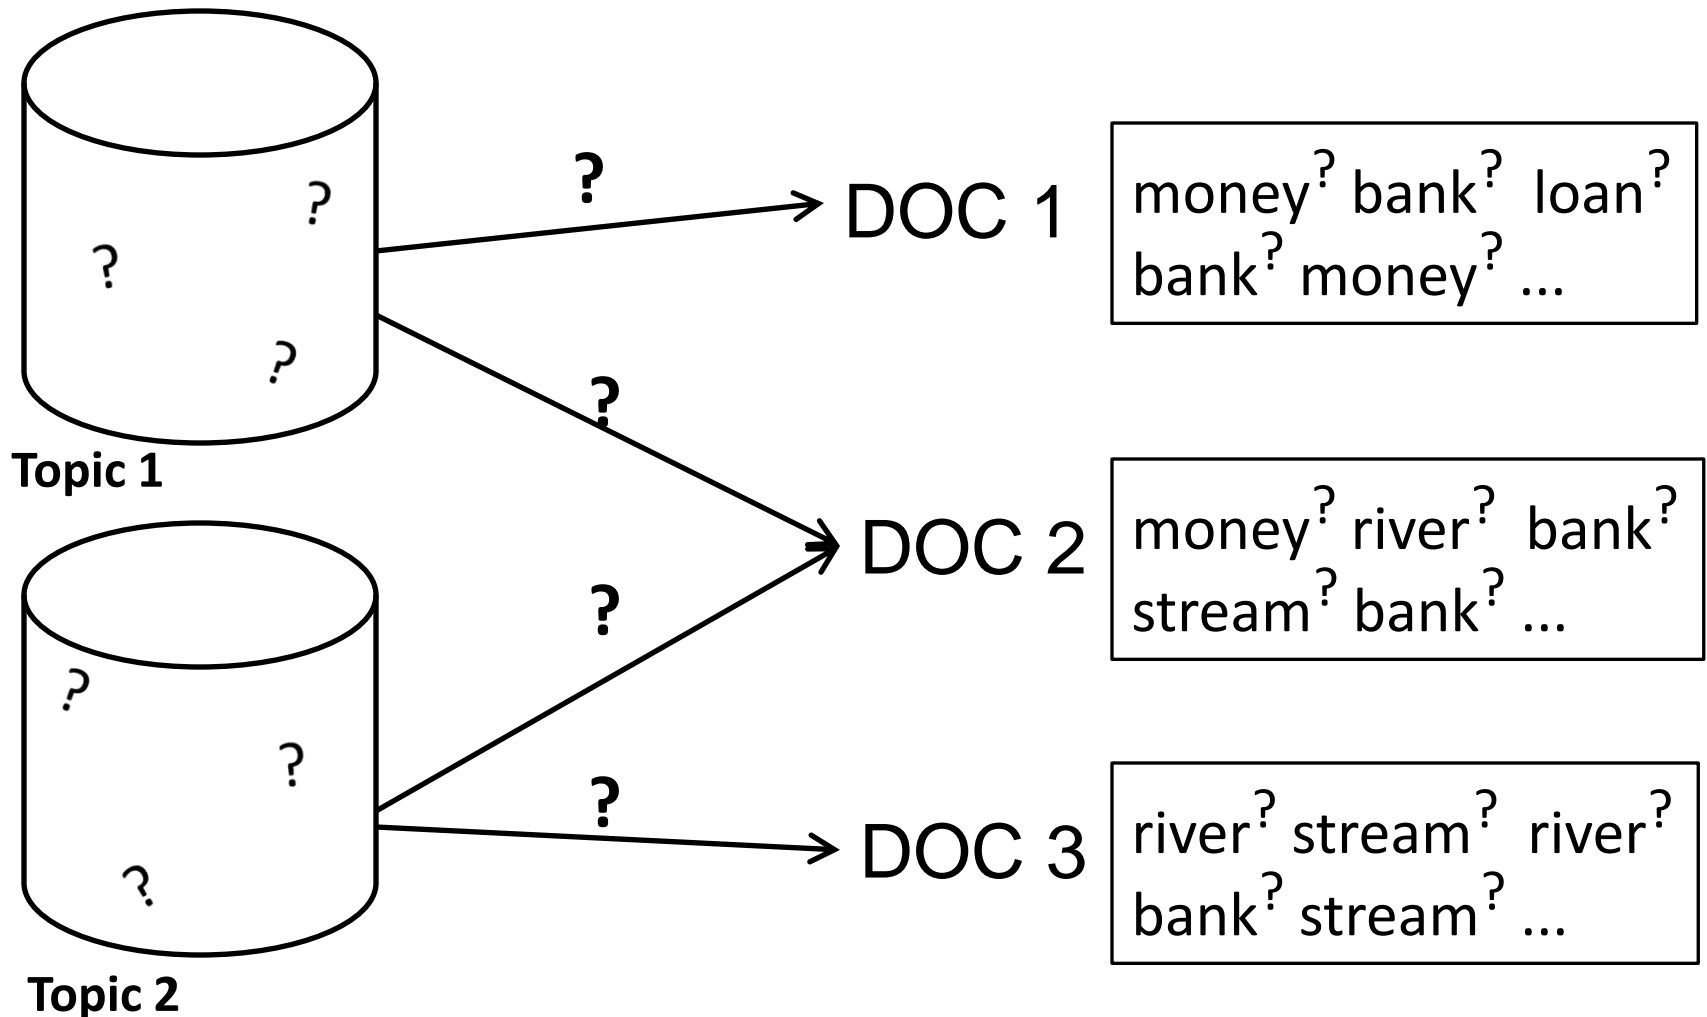 ?
?
?
Topic 1
?
?
?
Topic 2
?
?
?
?
DOC 1
money? bank? loan?
bank? money? ...
DOC 2
money? river? bank?
stream? bank? ...
DOC 3
river? stream? river?
bank? stream? ...